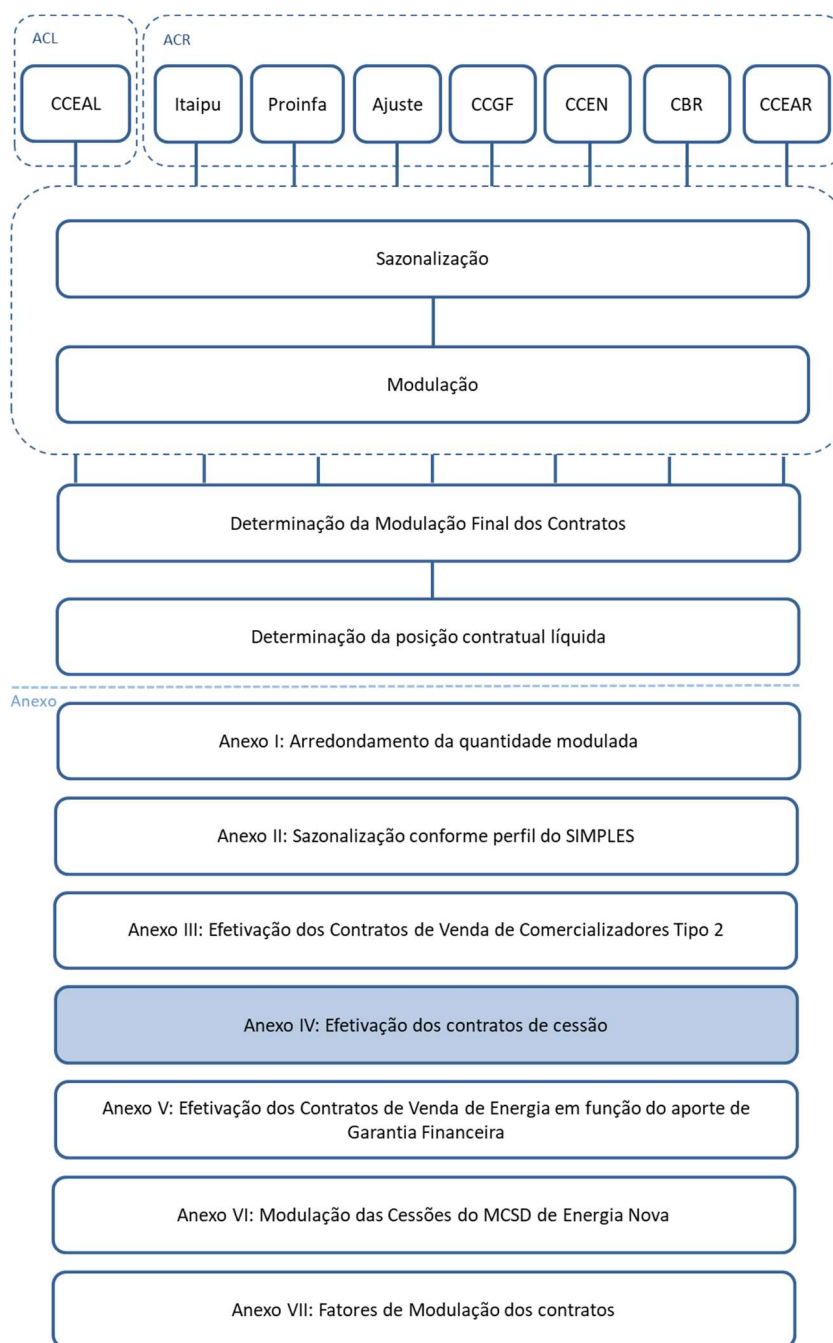 ACL
ACR
CCEAL
Itaipu
Proinfa
Ajuste
CCGF
CCEN
CBR
CCEAR
Sazonalização
Modulação
Determinação da Modulação Final dos Contratos
Determinação da posição contratual líquida
Anexo
Anexo I: Arredondamento da quantidade modulada
Anexo II: Sazonalização conforme perfil do SIMPLES
Anexo III: Efetivação dos Contratos de Venda de Comercializadores Tipo 2
Anexo IV: Efetivação dos contratos de cessão
Anexo V: Efetivação dos Contratos de Venda de Energia em função do aporte de
Garantia Financeira
Anexo VI: Modulação das Cessões do MCSD de Energia Nova
Anexo VII: Fatores de Modulação dos contratos